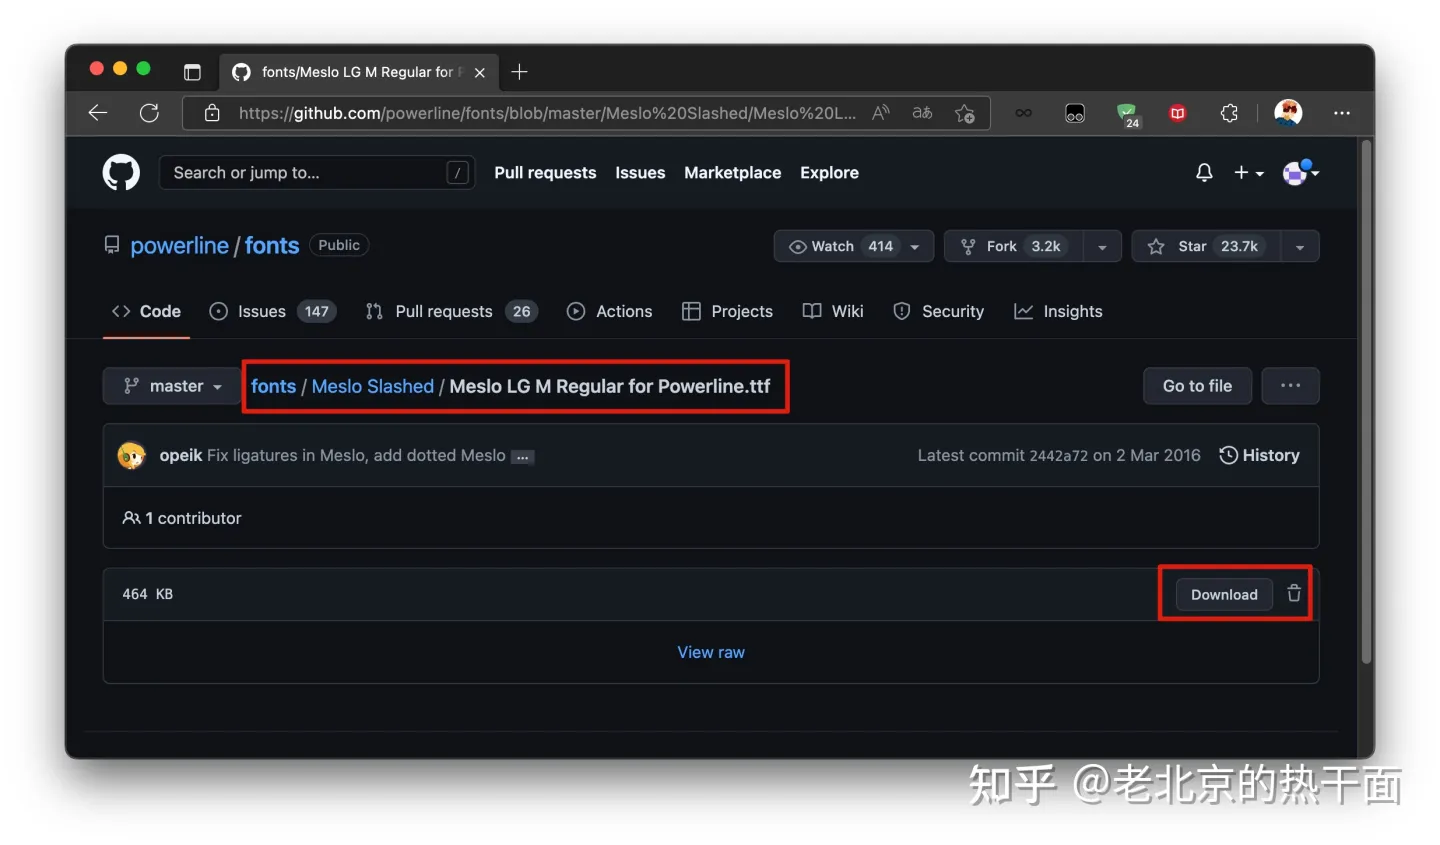 fonts/Meslo LG M Regular for P
https://github.com/powerline/fonts/blob/master/Meslo%20Slashed/Meslo%20L...
24
Search or jump to... / Pull requests Issues Marketplace Explore
powerline / fonts Public Watch 414 Fork 3.2k Star 23.7k
Code Issues 147 Pull requests 26 Actions Projects Wiki Security Insights
master fonts / Meslo Slashed / Meslo LG M Regular for Powerline.ttf Go to file ...
opeik Fix ligatures in Meslo, add dotted Meslo ... Latest commit 2442a72 on 2 Mar 2016 History
1 contributor
464 KB Download
View raw
知乎 @老北京的热干面